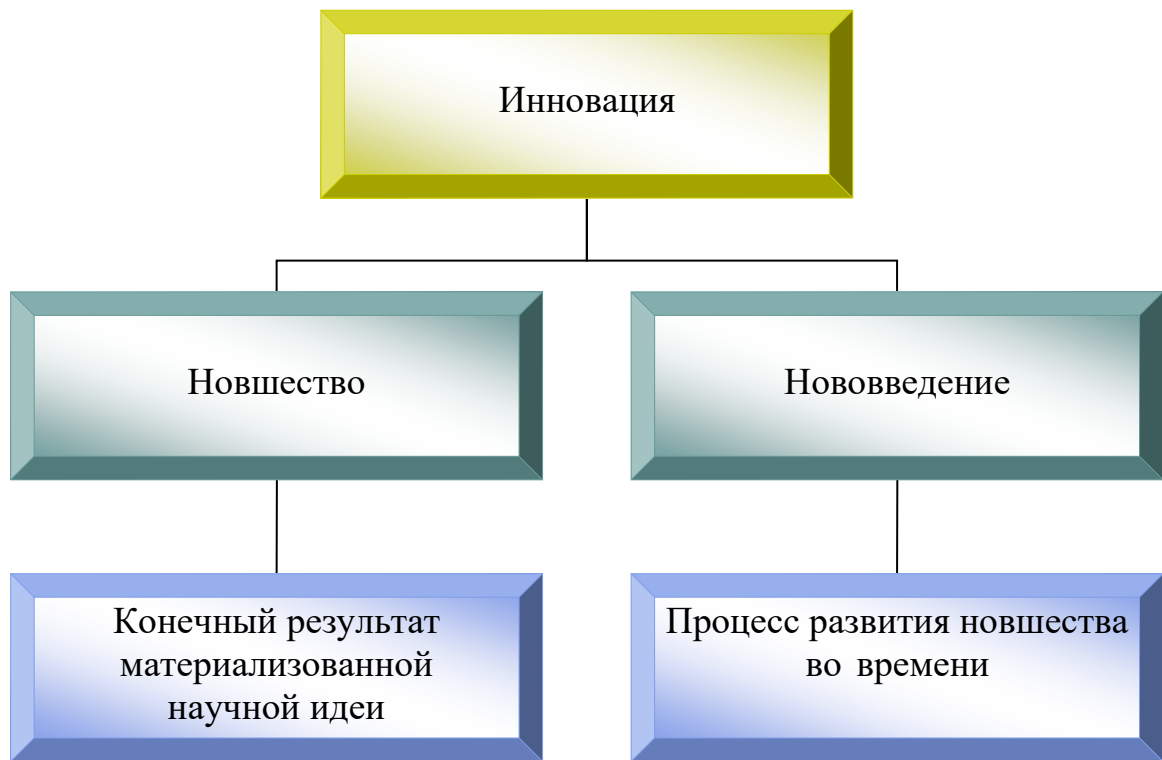 Инновация
Новшество
Нововведение
Конечный результат
материализованной
научной идеи
Процесс развития новшества
во времени